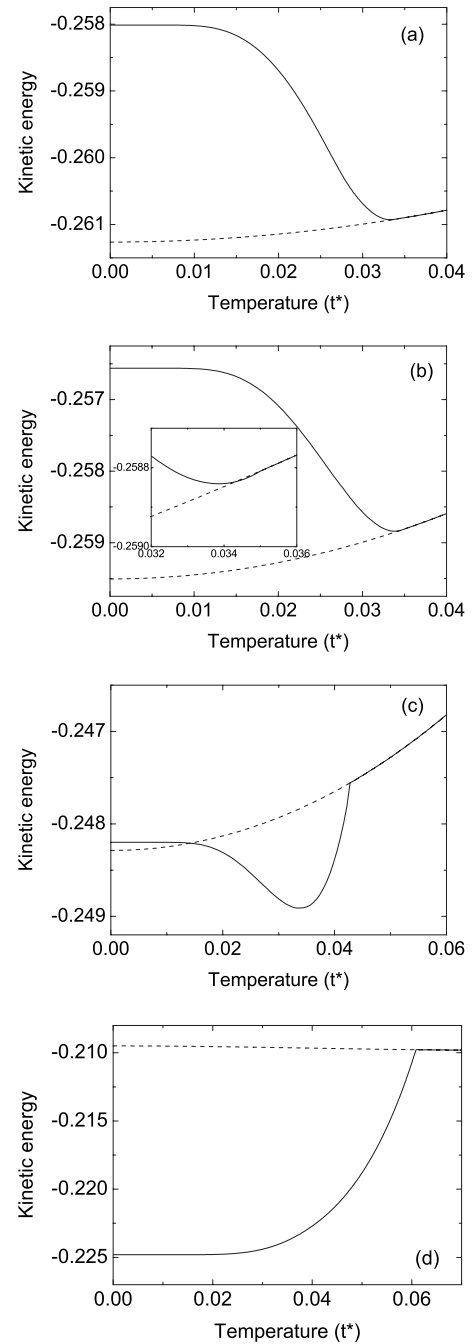 -0.258
(a)
-0.259
-0.260
-0.261
Kinetic energy
0.00 0.01 0.02 0.03 0.04
Temperature (t*)
(b)
-0.257
-0.258
-0.259
Kinetic energy
-0.2588
-0.2590
0.032 0.034 0.036
0.00 0.01 0.02 0.03 0.04
Temperature (t*)
(c)
-0.247
-0.248
-0.249
Kinetic energy
0.00 0.02 0.04 0.06
Temperature (t*)
-0.210
-0.215
-0.220
-0.225
Kinetic energy
(d)
0.00 0.02 0.04 0.06
Temperature (t*)